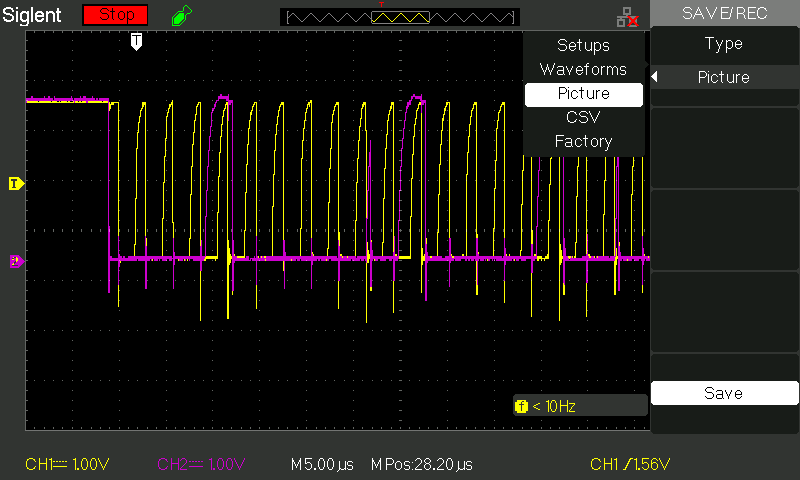 Siglent Stop SAVE/REC
T
Setups
Type
Waveforms
Picture
Picture
CSV
Factory
T
Save
f < 10Hz
CH1 1.00V CH2 1.00V M 5.00µs M Pos:28.20µs CH1 1.56V